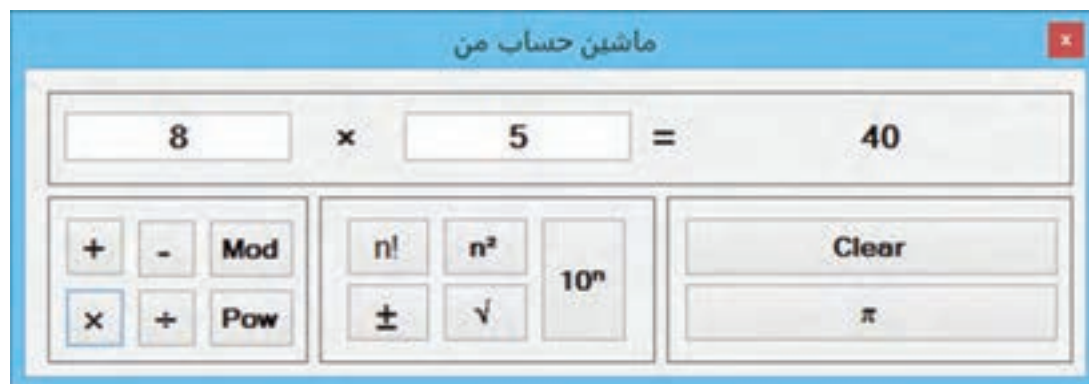 ماشین حساب من
x
8 × 5 = 40
+ - Mod n! n² 10ⁿ Clear
× ÷ Pow ± √ π